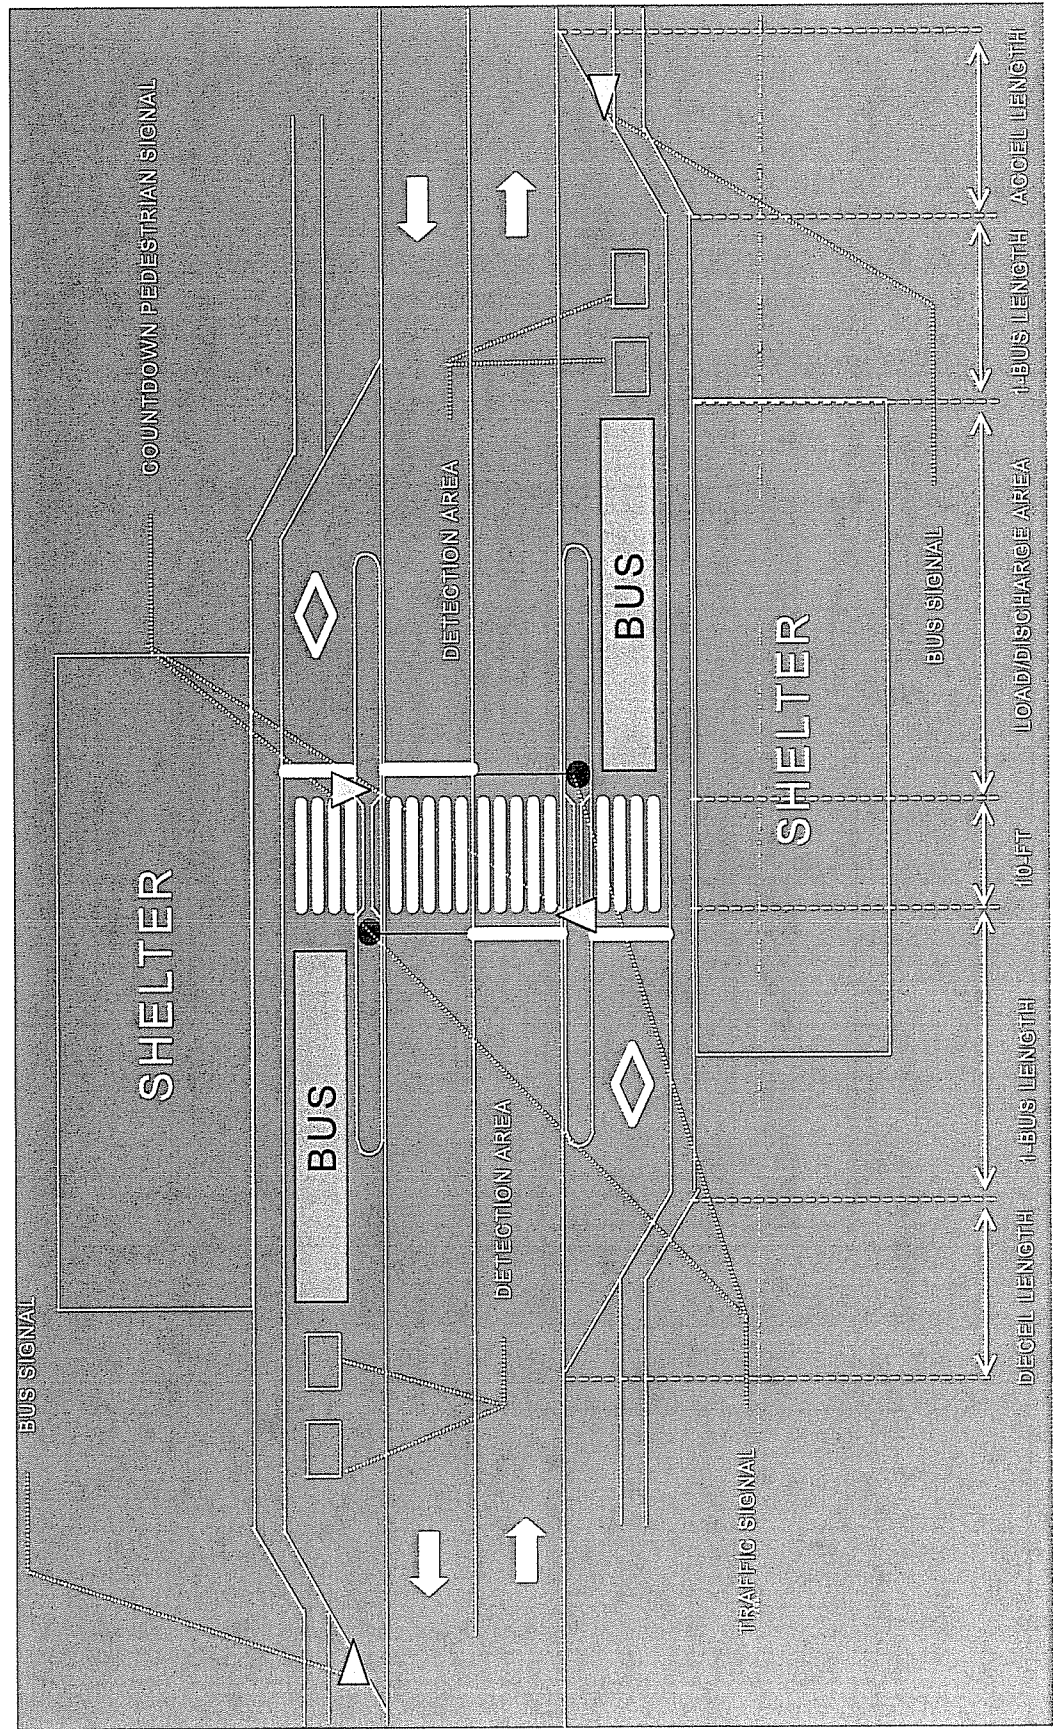 BUS SIGNAL
COUNTDOWN PEDESTRIAN SIGNAL
SHELTER
BUS
DETECTION AREA
DETECTION AREA
BUS
SHELTER
TRAFFIC SIGNAL
BUS SIGNAL
DECEL LENGTH
1-BUS LENGTH
10-FT
LOAD/DISCHARGE AREA
1-BUS LENGTH
ACCEL LENGTH